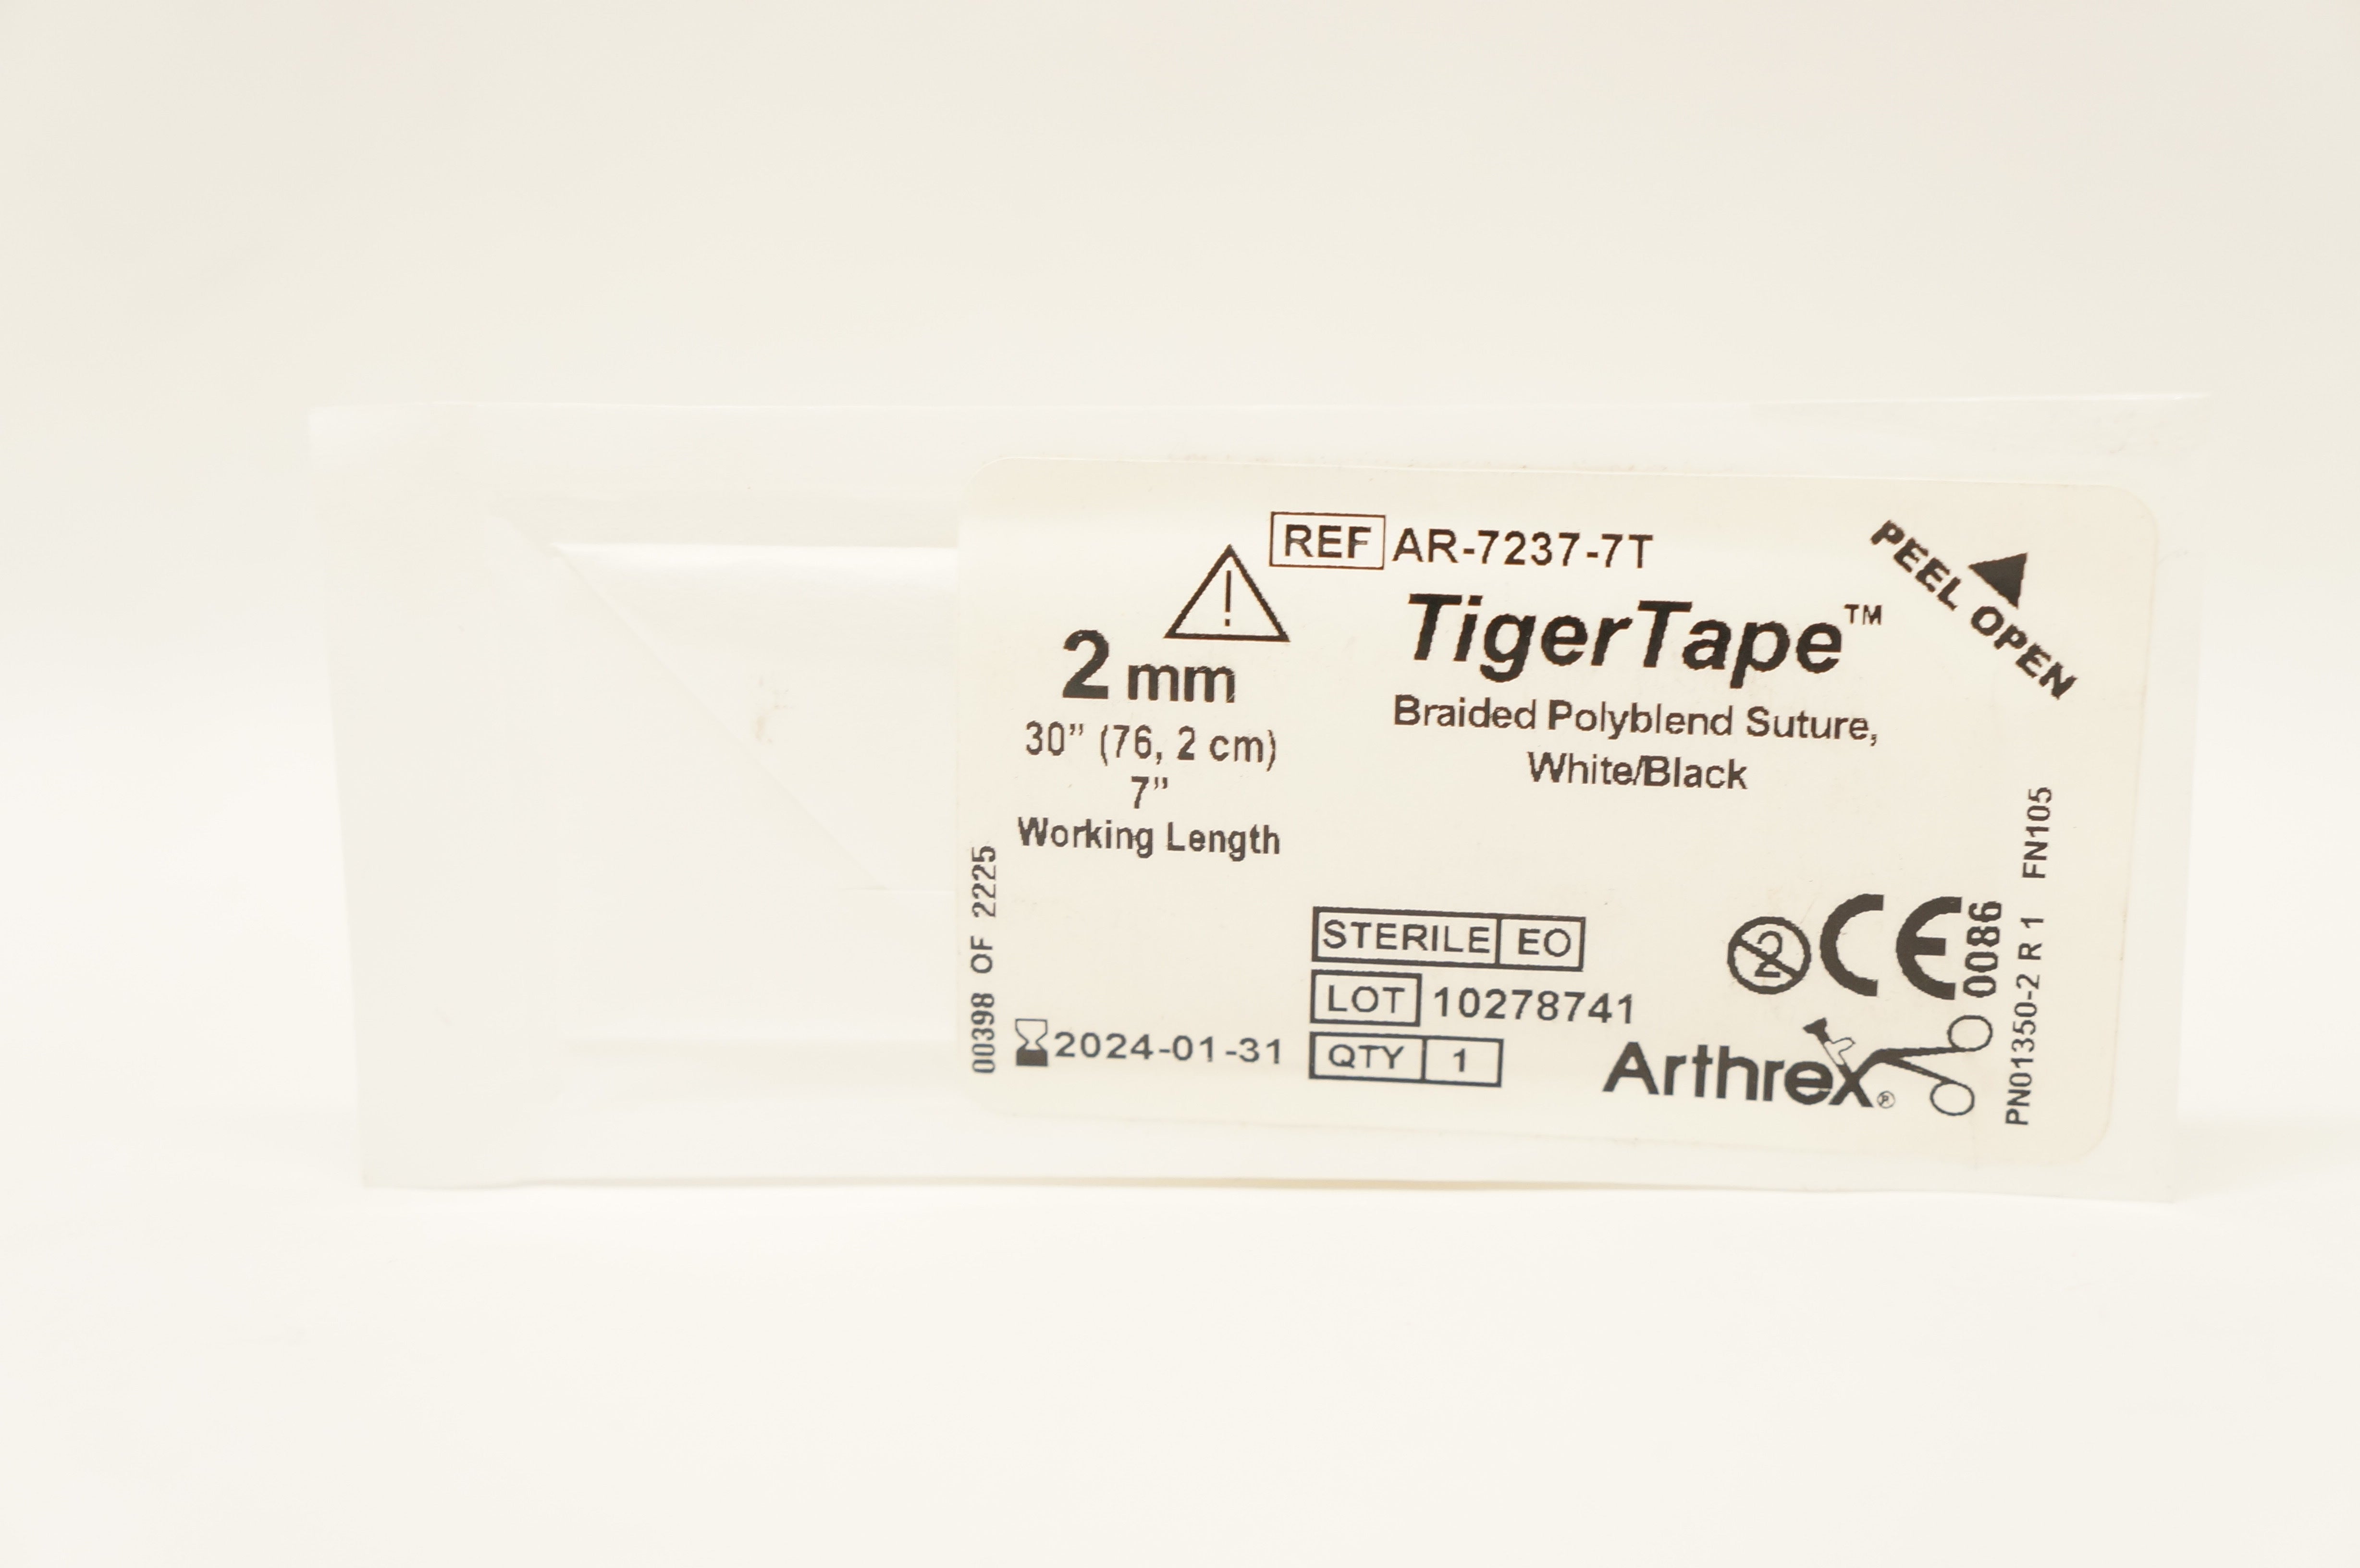 REF AR-7237-7T
TigerTape™
Braided Polyblend Suture,
White/Black
PEEL OPEN
2 mm
30” (76, 2 cm)
7”
Working Length
00398 OF 2225
2024-01-31
STERILE EO
LOT 10278741
QTY 1
2
CE 0086
Arthrex®
PN01350-2 R 1 FN105